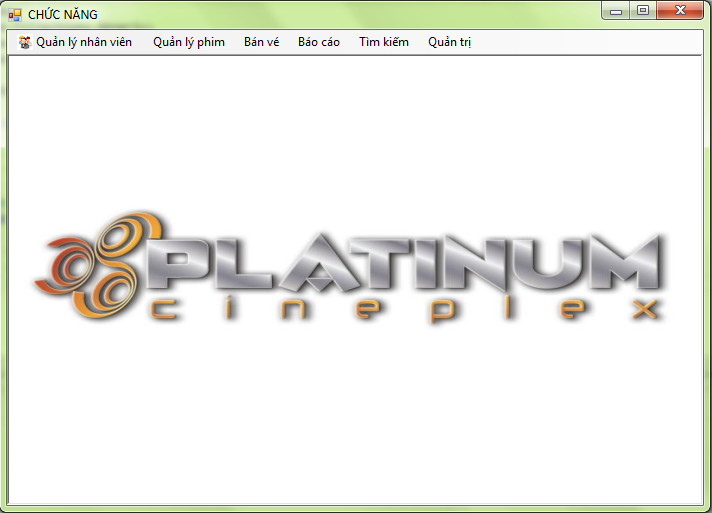 CHỨC NĂNG
Quản lý nhân viên Quản lý phim Bán vé Báo cáo Tìm kiếm Quản trị
PLATINUM
cineplex